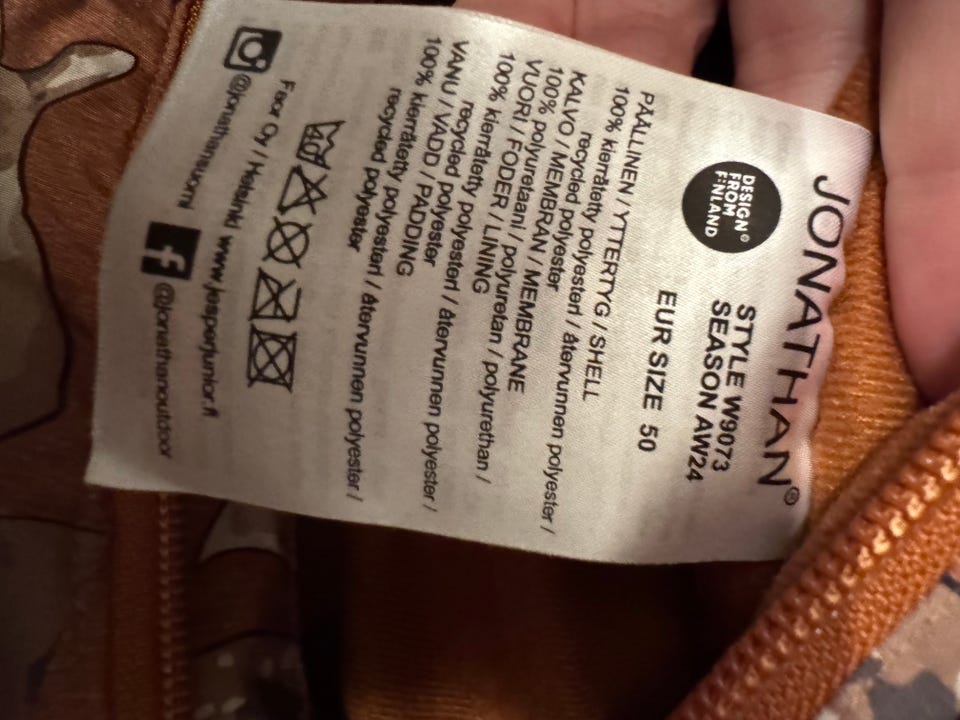 JONATHAN®
DESIGN®
FROM
FINLAND
STYLE W9073
SEASON AW24
EUR SIZE 50
PÄÄLLINEN / YTTERTYG / SHELL
100% kierrätetty polyesteri / återvunnen polyester /
recycled polyester
KALVO / MEMBRAN / MEMBRANE
100% polyuretaani / polyuretan / polyurethan /
VUORI / FODER / LINING
100% kierrätetty polyesteri / återvunnen polyester /
recycled polyester
VANU / VADD / PADDING
100% kierrätetty polyesteri / återvunnen polyester /
recycled polyester
40
Face Oy / Helsinki www.jesperjunior.fi
@jonathansuomi
@jonathanoutdoor